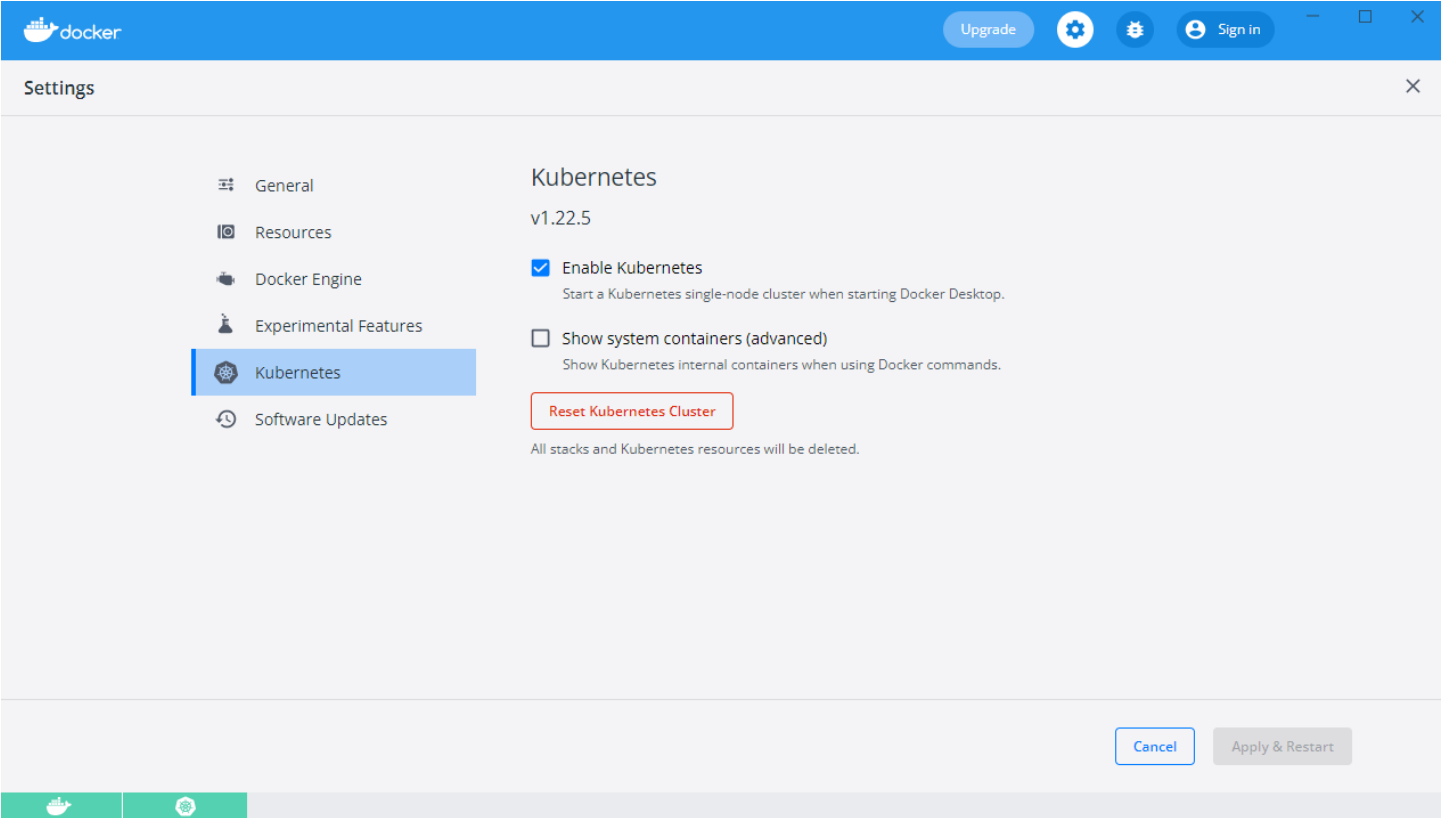 docker
Upgrade
Sign in
Settings
General
Resources
Docker Engine
Experimental Features
Kubernetes
Software Updates
Kubernetes
v1.22.5
Enable Kubernetes
Start a Kubernetes single-node cluster when starting Docker Desktop.
Show system containers (advanced)
Show Kubernetes internal containers when using Docker commands.
Reset Kubernetes Cluster
All stacks and Kubernetes resources will be deleted.
Cancel
Apply & Restart